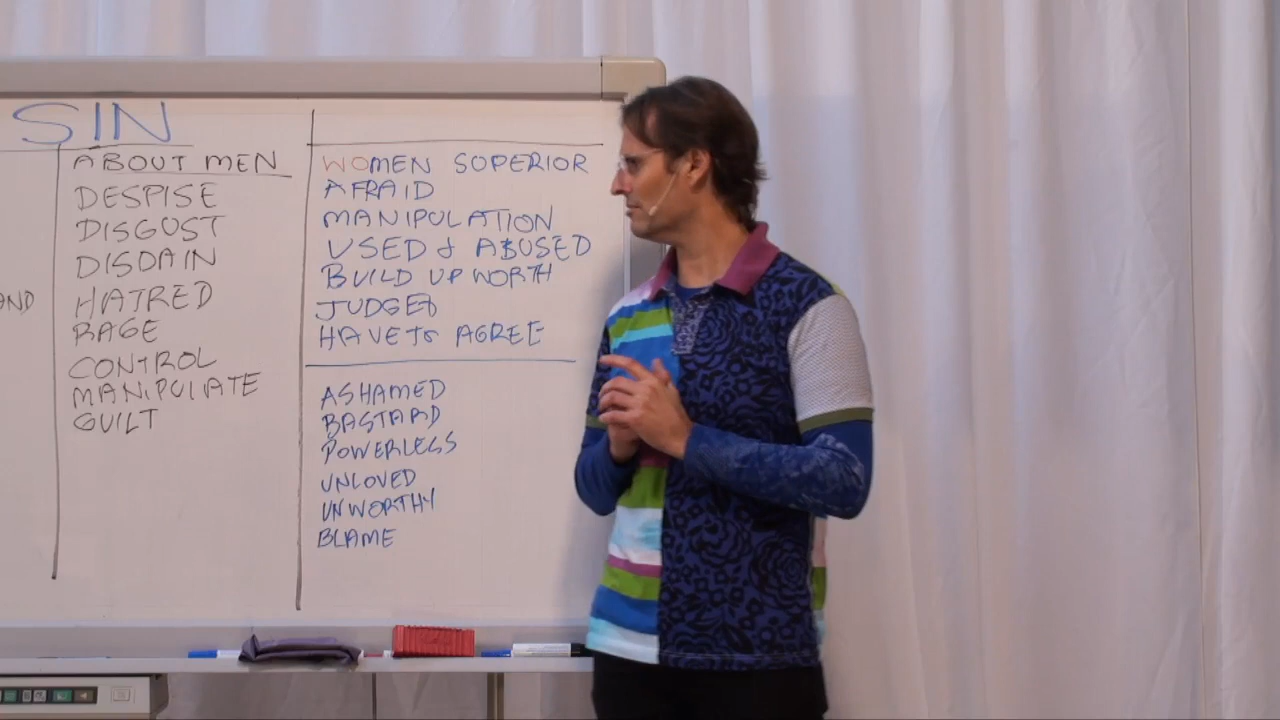 SIN
ABOUT MEN
DESPISE
DISGUST
DISDAIN
HATRED
RAGE
CONTROL
MANIPULATE
GUILT
AND
WOMEN SUPERIOR
AFRAID
MANIPULATION
USED & ABUSED
BUILD UP WORTH
JUDGED
HAVE TO AGREE
ASHAMED
BASTARD
POWERLESS
UNLOVED
UNWORTHY
BLAME